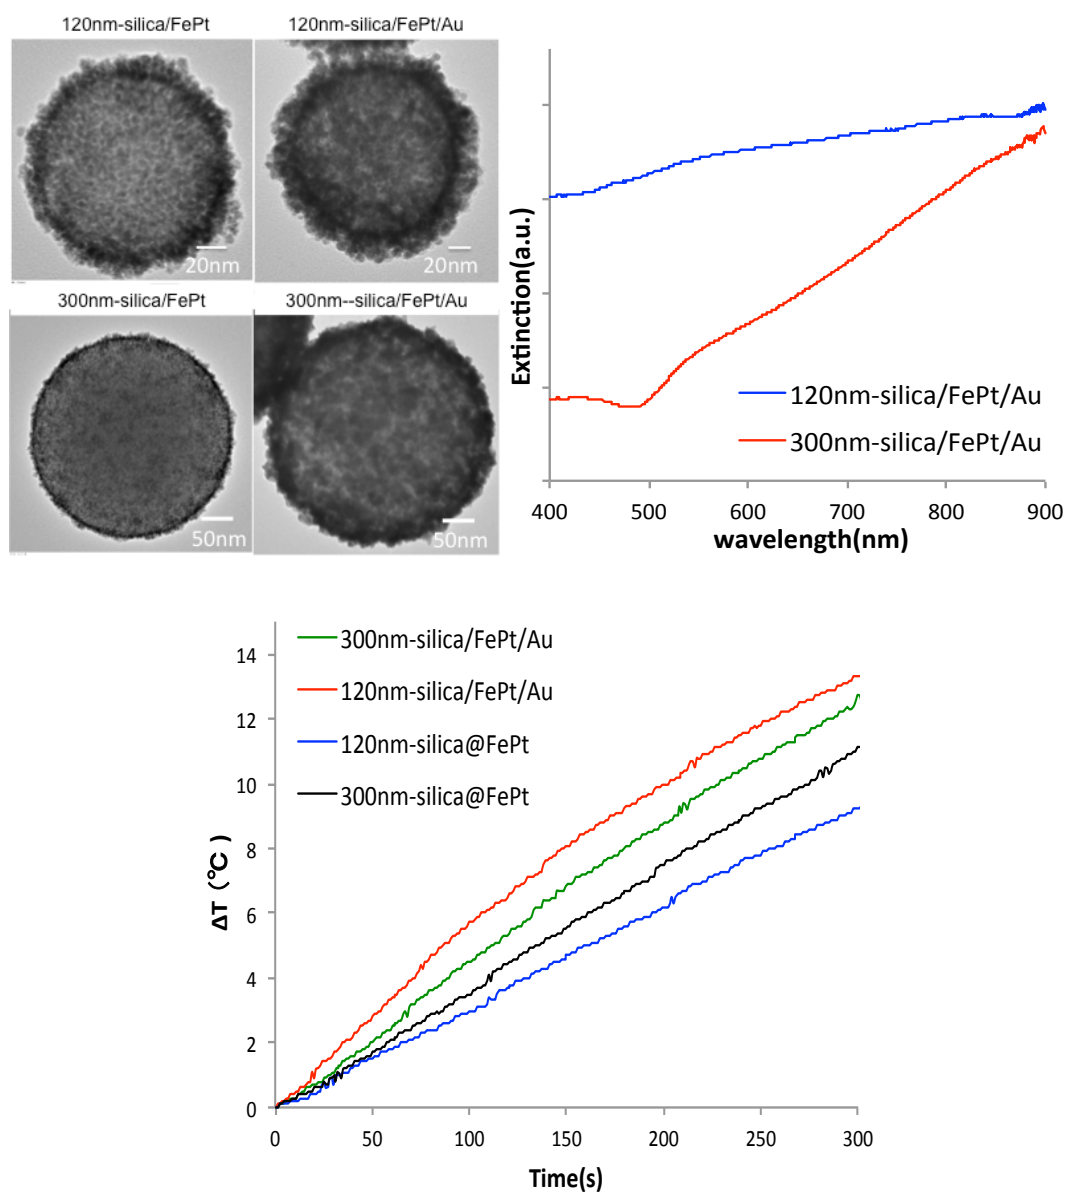 120nm-silica/FePt
120nm-silica/FePt/Au
20nm
20nm
300nm-silica/FePt
300nm--silica/FePt/Au
50nm
50nm
Extinction(a.u.)
120nm-silica/FePt/Au
300nm-silica/FePt/Au
400 500 600 700 800 900
wavelength(nm)
300nm-silica/FePt/Au
120nm-silica/FePt/Au
120nm-silica@FePt
300nm-silica@FePt
ΔT (℃)
14
12
10
8
6
4
2
0
0 50 100 150 200 250 300
Time(s)